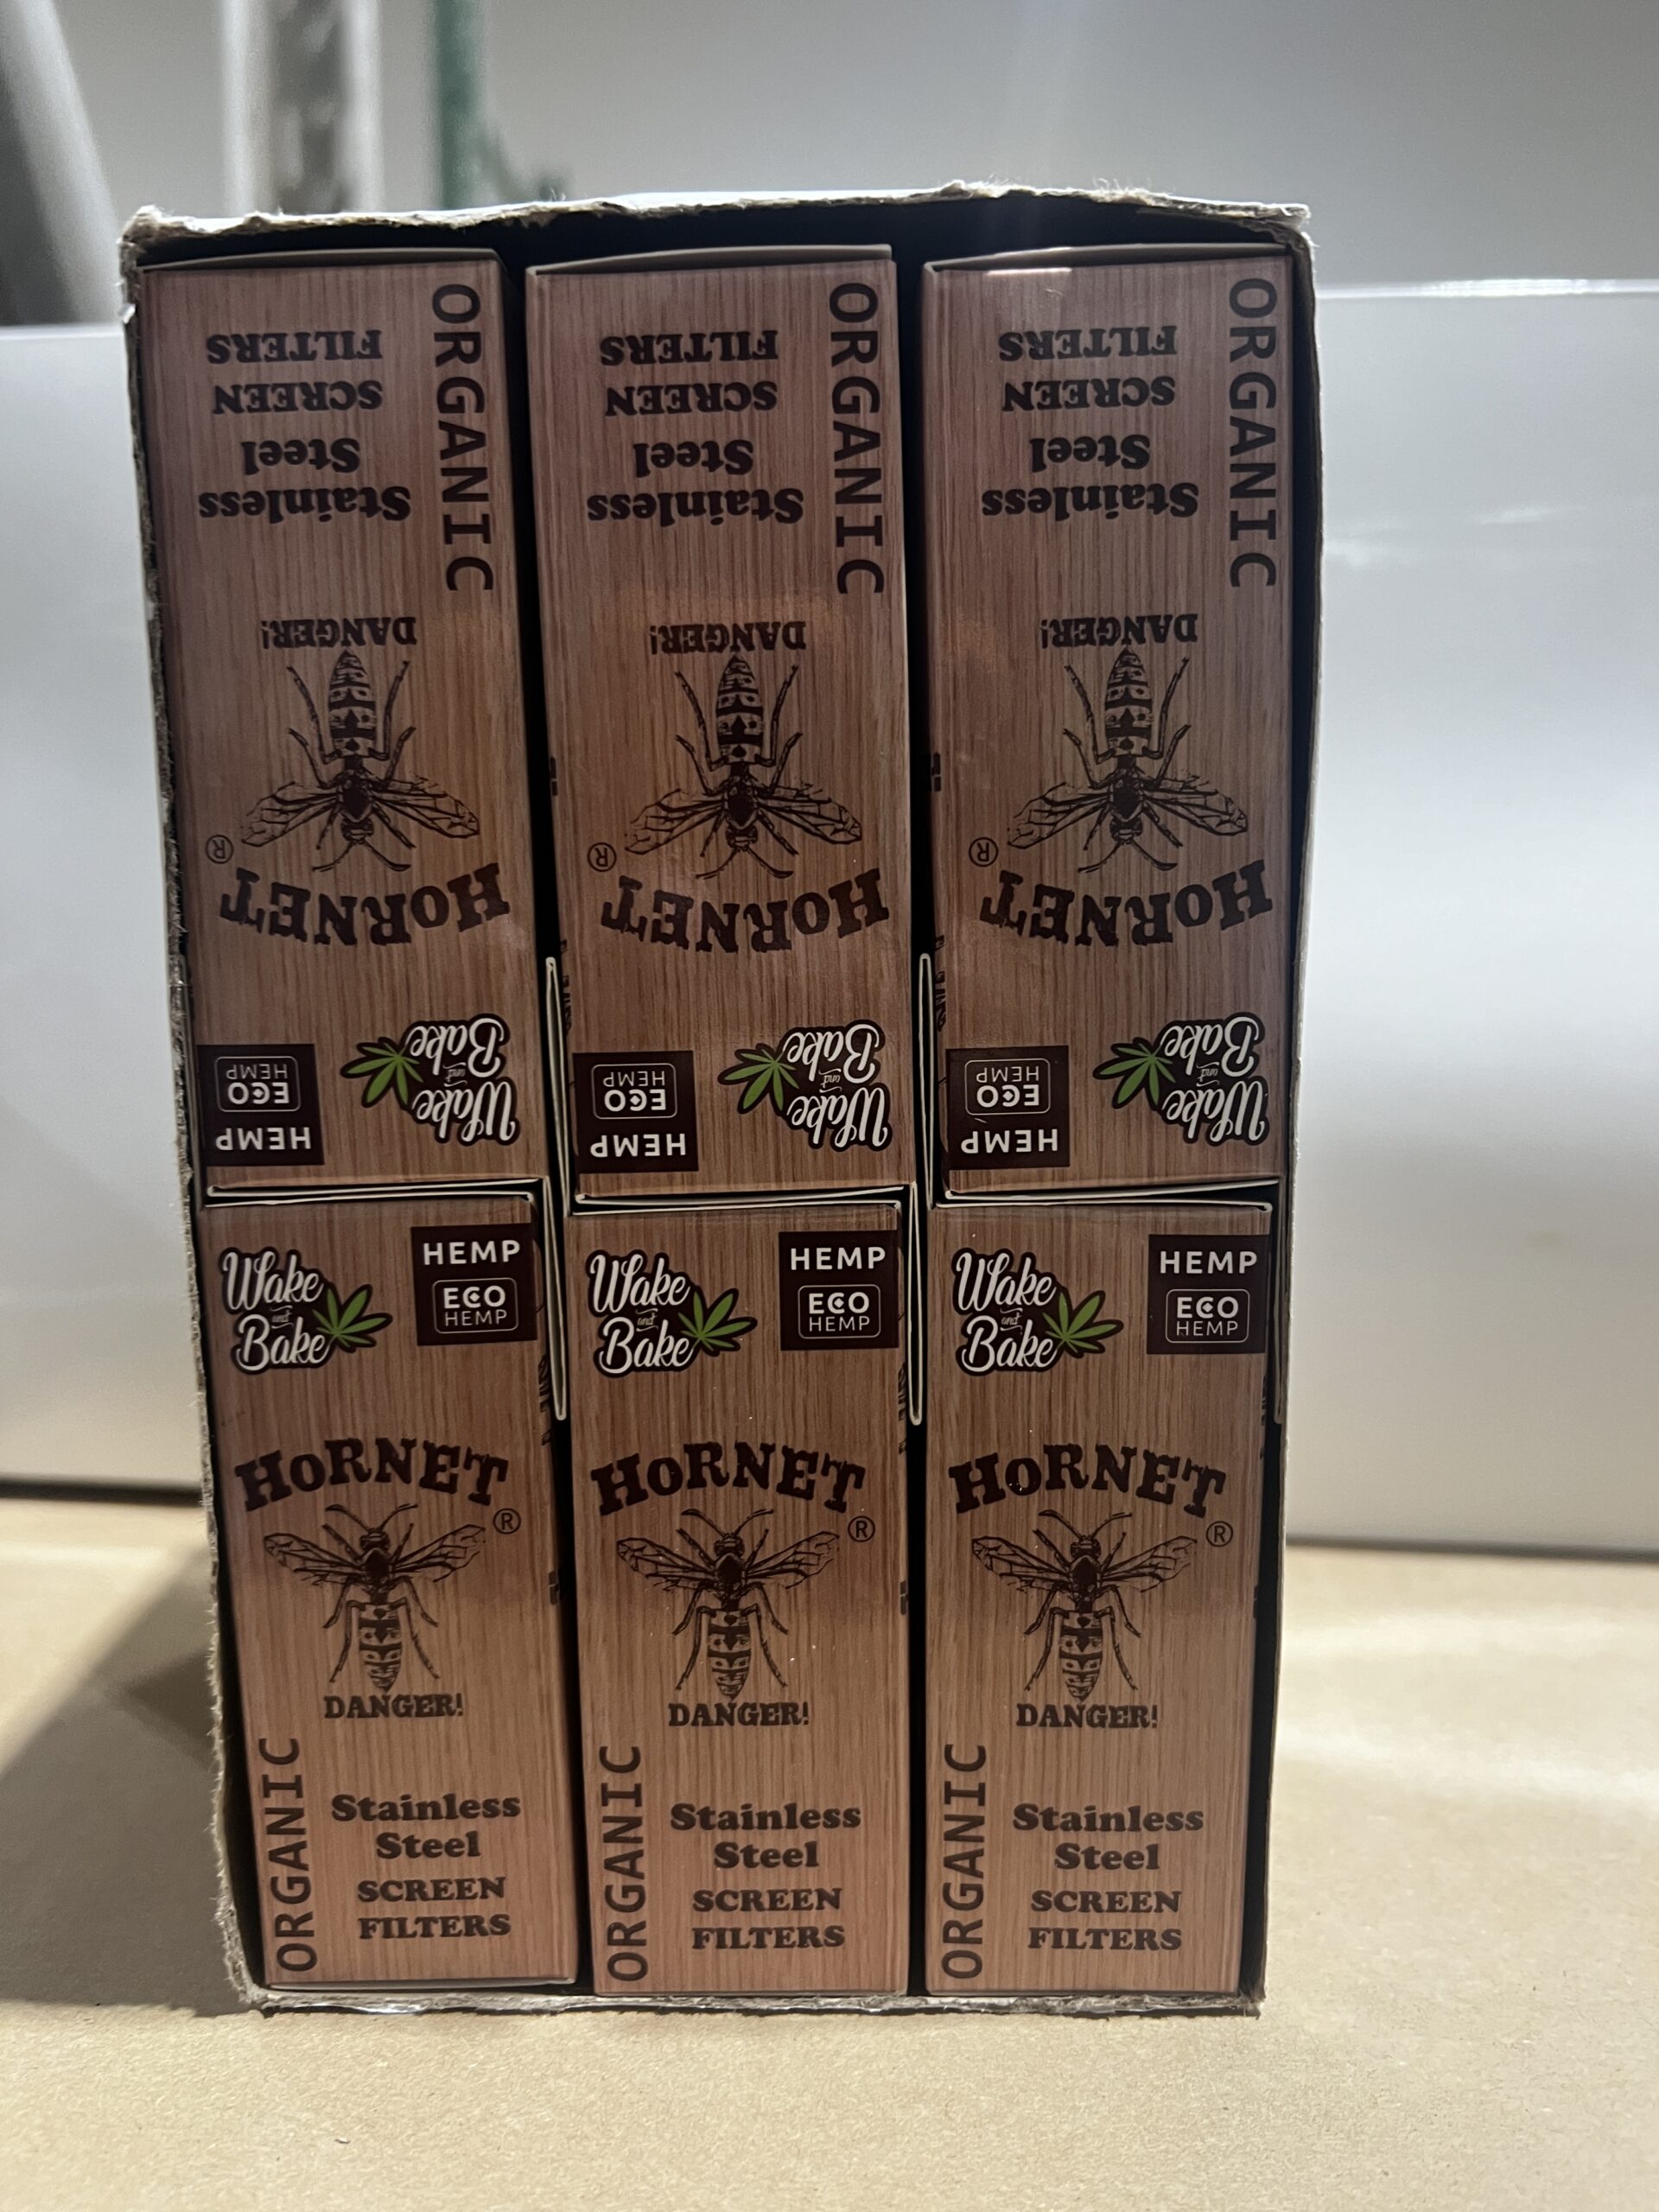 ORGANIC
FILTERS
SCREEN
Steel
Stainless
DANGER!
®
HORNET
Wake
and
Bake
HEMP
ECO
HEMP
ORGANIC
FILTERS
SCREEN
Steel
Stainless
DANGER!
®
HORNET
Wake
and
Bake
HEMP
ECO
HEMP
ORGANIC
FILTERS
SCREEN
Steel
Stainless
DANGER!
®
HORNET
Wake
and
Bake
HEMP
ECO
HEMP
Wake
and
Bake
HEMP
ECO
HEMP
HORNET
®
DANGER!
ORGANIC
Stainless
Steel
SCREEN
FILTERS
Wake
and
Bake
HEMP
ECO
HEMP
HORNET
®
DANGER!
ORGANIC
Stainless
Steel
SCREEN
FILTERS
Wake
and
Bake
HEMP
ECO
HEMP
HORNET
®
DANGER!
ORGANIC
Stainless
Steel
SCREEN
FILTERS